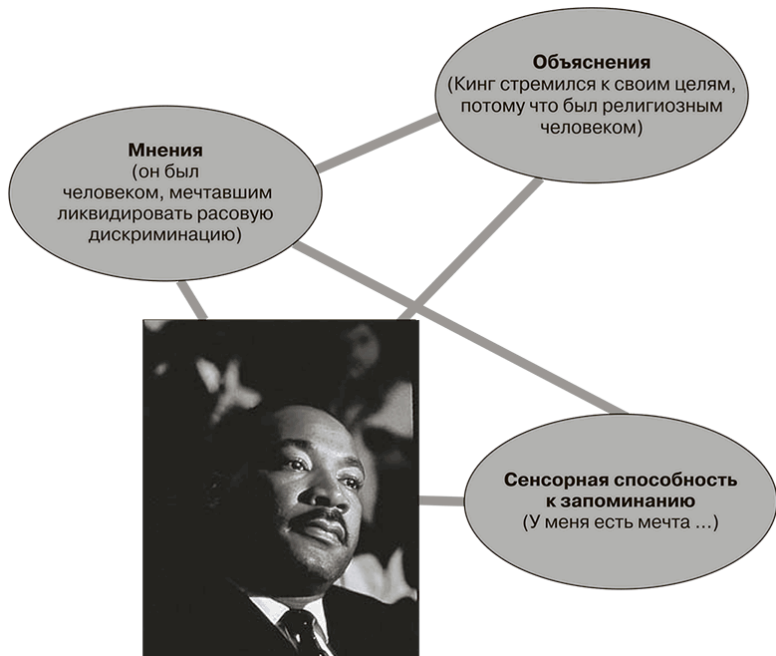 Объяснения
(Кинг стремился к своим целям,
потому что был религиозным
человеком)
Мнения
(он был
человеком, мечтавшим
ликвидировать расовую
дискриминацию)
Сенсорная способность
к запоминанию
(У меня есть мечта ...)